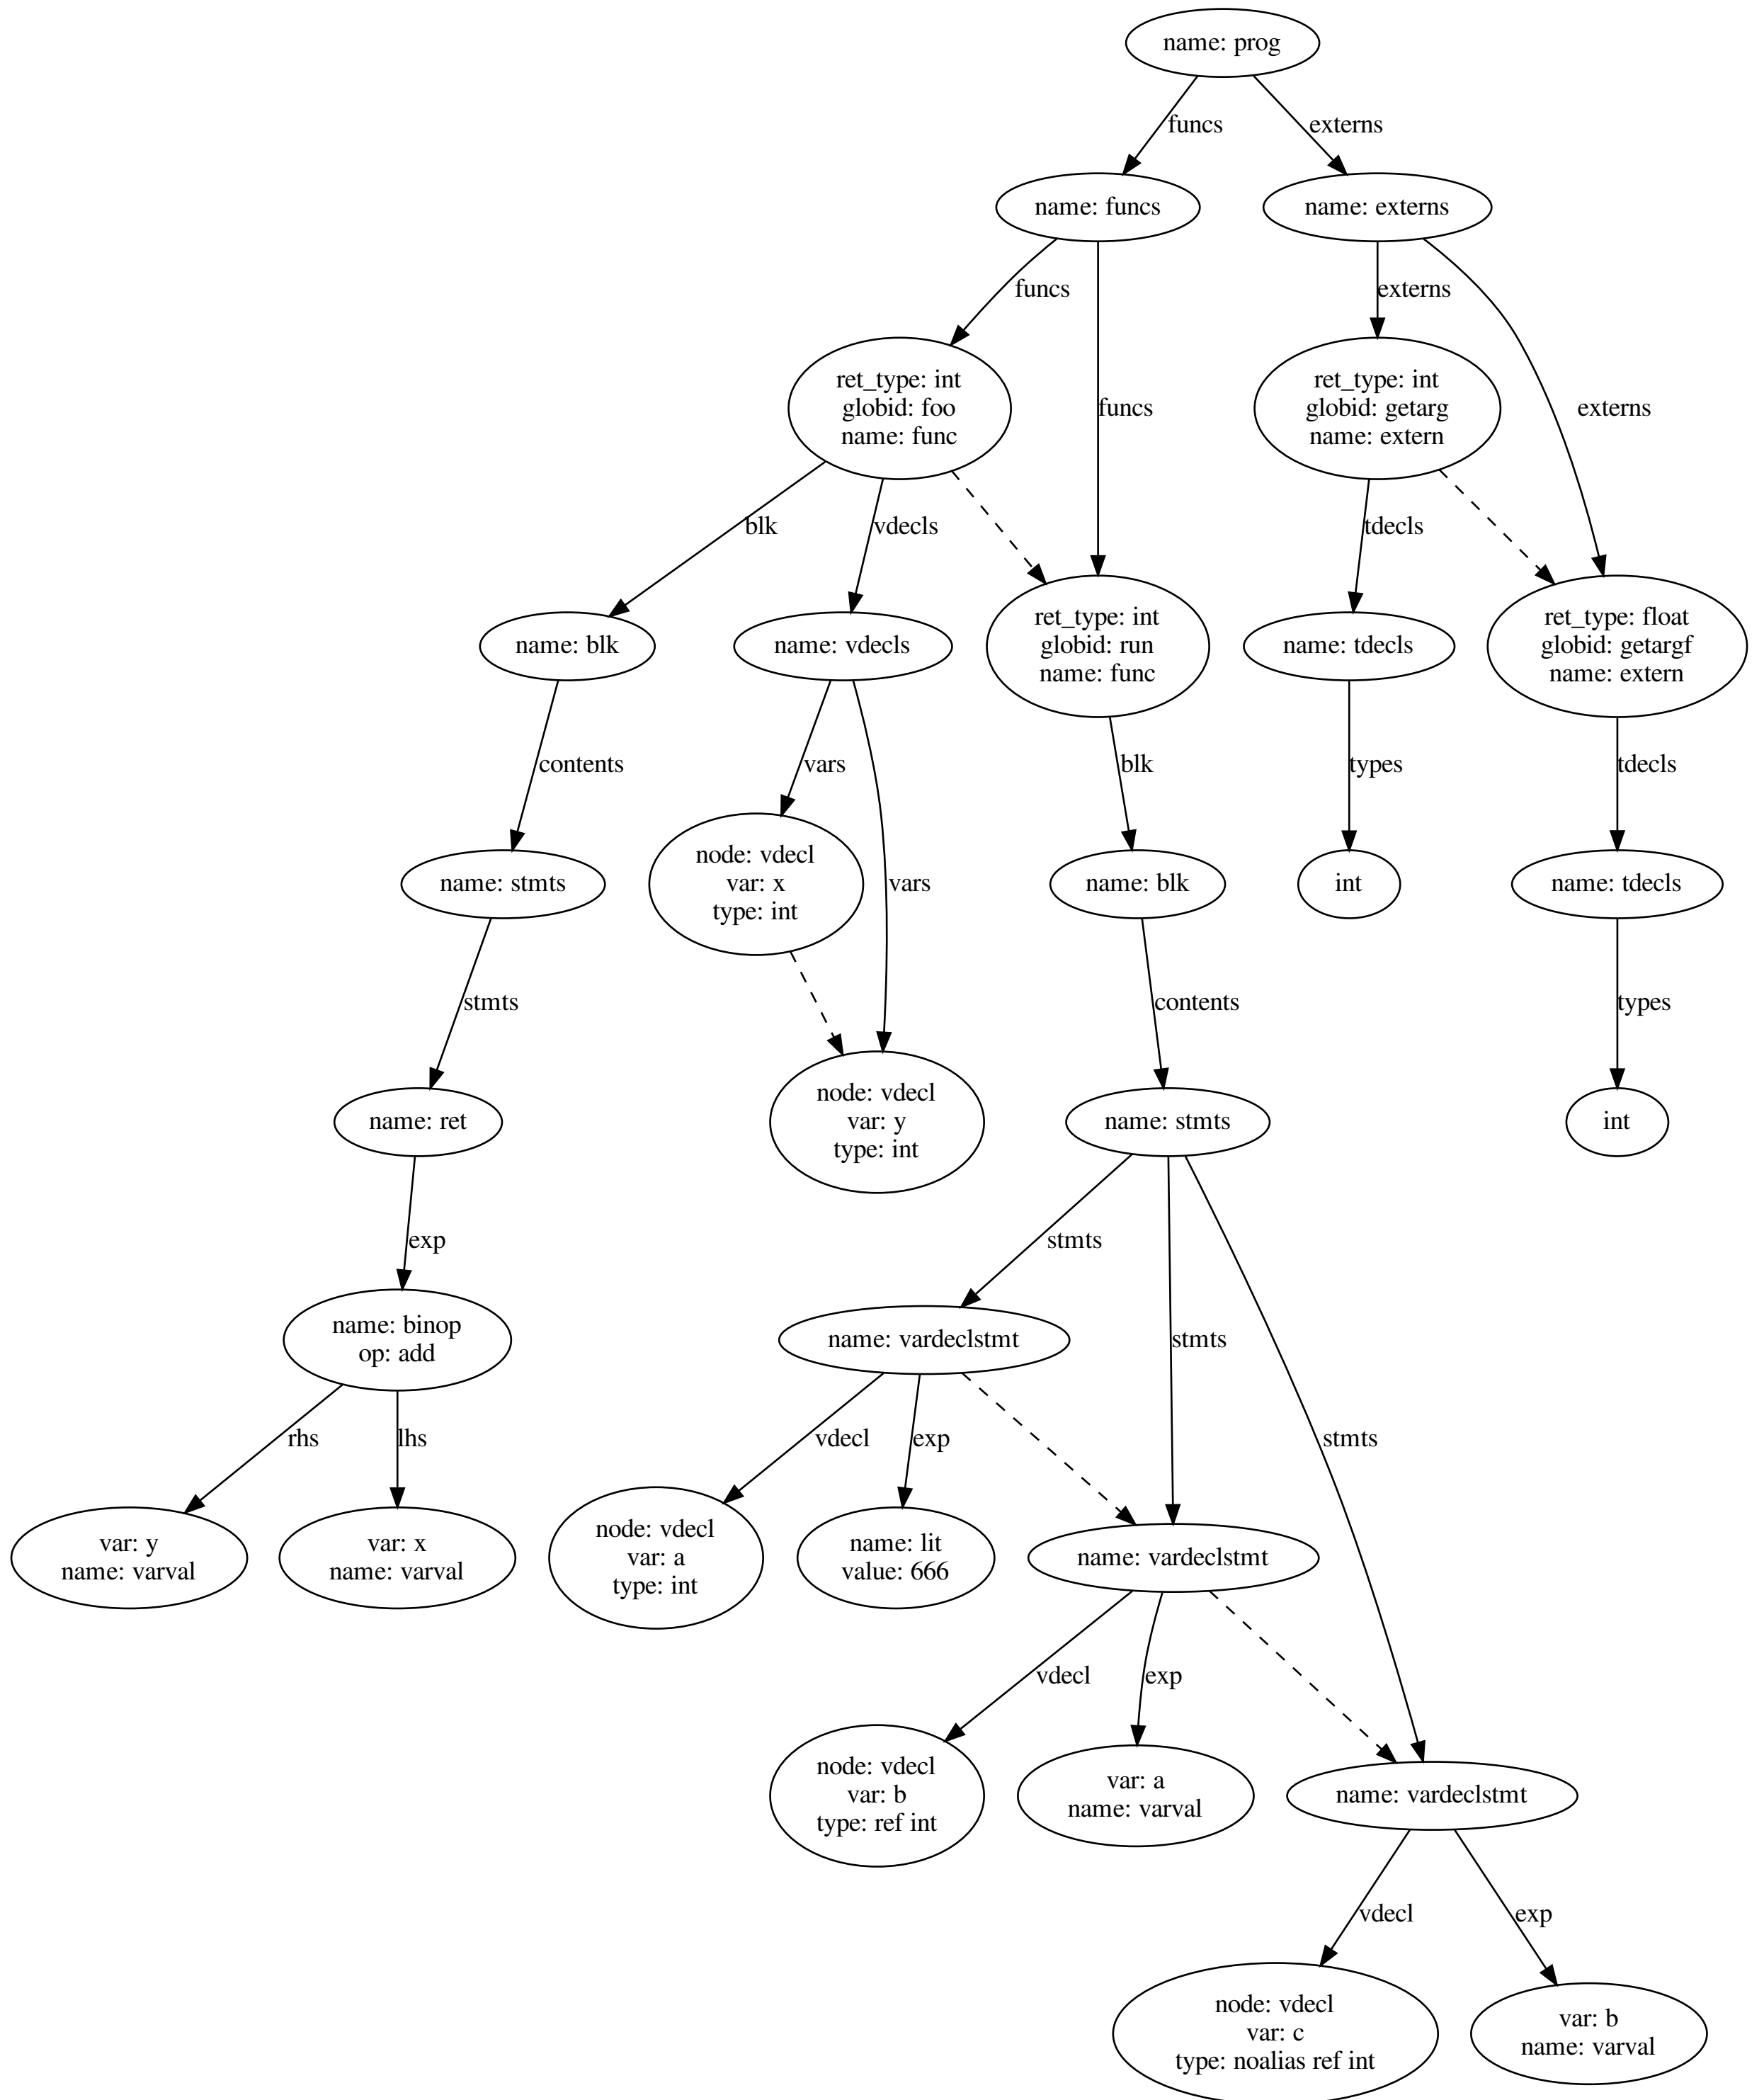 name: prog
funcs
externs
name: funcs
name: externs
funcs
externs
ret_type: int
globid: foo
name: func
funcs
ret_type: int
globid: getarg
name: extern
externs
blk
vdecls
tdecls
name: blk
name: vdecls
ret_type: int
globid: run
name: func
name: tdecls
ret_type: float
globid: getargf
name: extern
contents
vars
blk
types
tdecls
name: stmts
node: vdecl
var: x
type: int
vars
name: blk
int
name: tdecls
stmts
contents
types
name: ret
node: vdecl
var: y
type: int
name: stmts
int
exp
stmts
name: binop
op: add
name: vardeclstmt
stmts
rhs
lhs
vdecl
exp
stmts
var: y
name: varval
var: x
name: varval
node: vdecl
var: a
type: int
name: lit
value: 666
name: vardeclstmt
vdecl
exp
node: vdecl
var: b
type: ref int
var: a
name: varval
name: vardeclstmt
vdecl
exp
node: vdecl
var: c
type: noalias ref int
var: b
name: varval